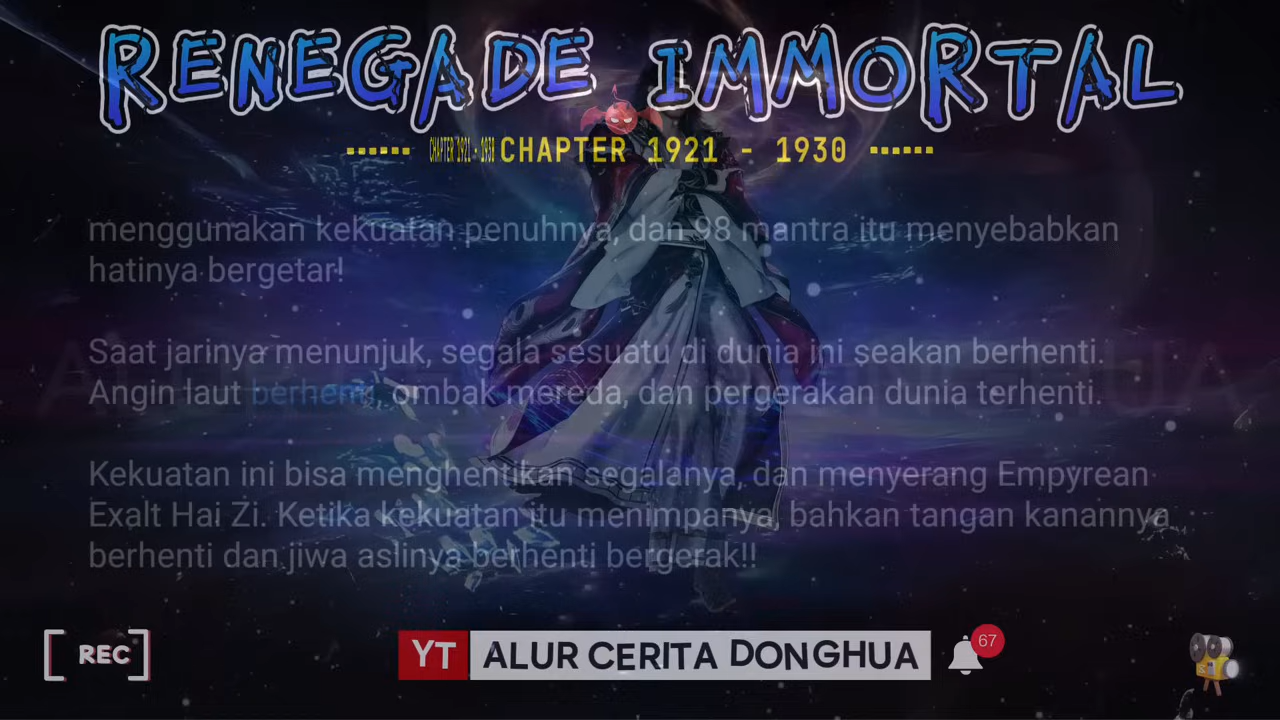 RENEGADE IMMORTAL
CHAPTER 1921 - 1930 CHAPTER 1921 - 1930
menggunakan kekuatan penuhnya, dan 98 mantra itu menyebabkan
hatinya bergetar!
Saat jarinya menunjuk, segala sesuatu di dunia ini seakan berhenti.
Angin laut berhenti, ombak mereda, dan pergerakan dunia terhenti.
Kekuatan ini bisa menghentikan segalanya, dan menyerang Empyrean
Exalt Hai Zi. Ketika kekuatan itu menimpanya, bahkan tangan kanannya
berhenti dan jiwa aslinya berhenti bergerak!!
REC
YT ALUR CERITA DONGHUA
67